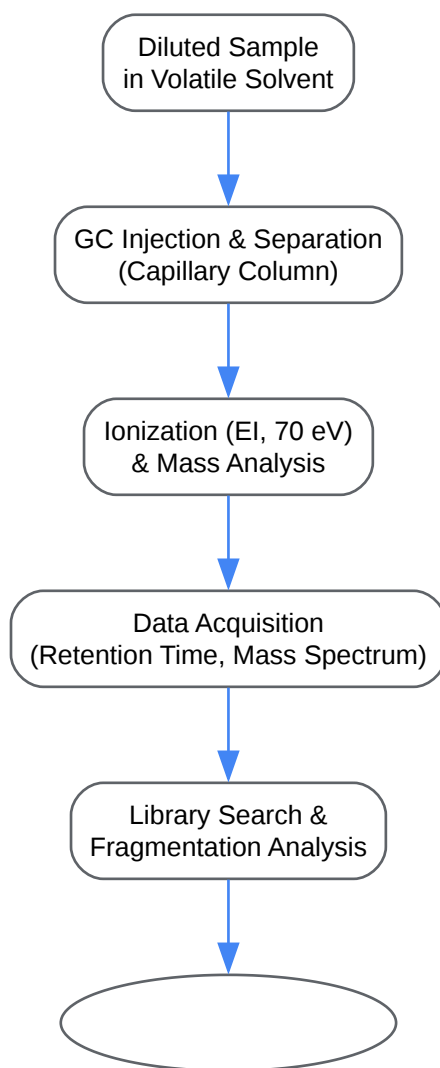 Diluted Sample
in Volatile Solvent
GC Injection & Separation
(Capillary Column)
Ionization (EI, 70 eV)
& Mass Analysis
Data Acquisition
(Retention Time, Mass Spectrum)
Library Search &
Fragmentation Analysis